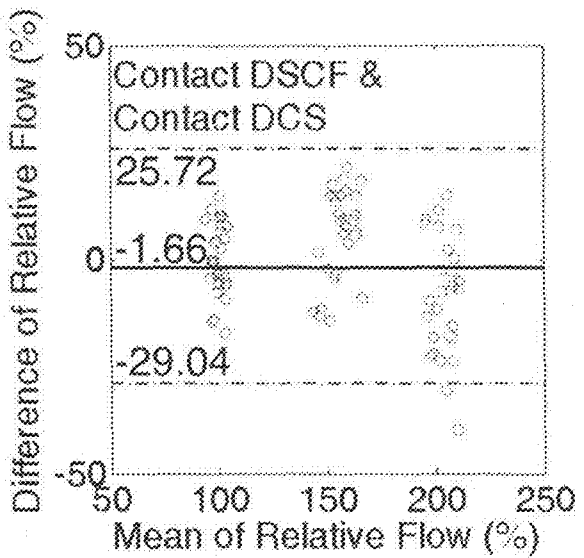 Difference of Relative Flow (%)
50
Contact DSCF &
Contact DCS
25.72
-1.66
0
-29.04
-50
50 100 150 200 250
Mean of Relative Flow (%)